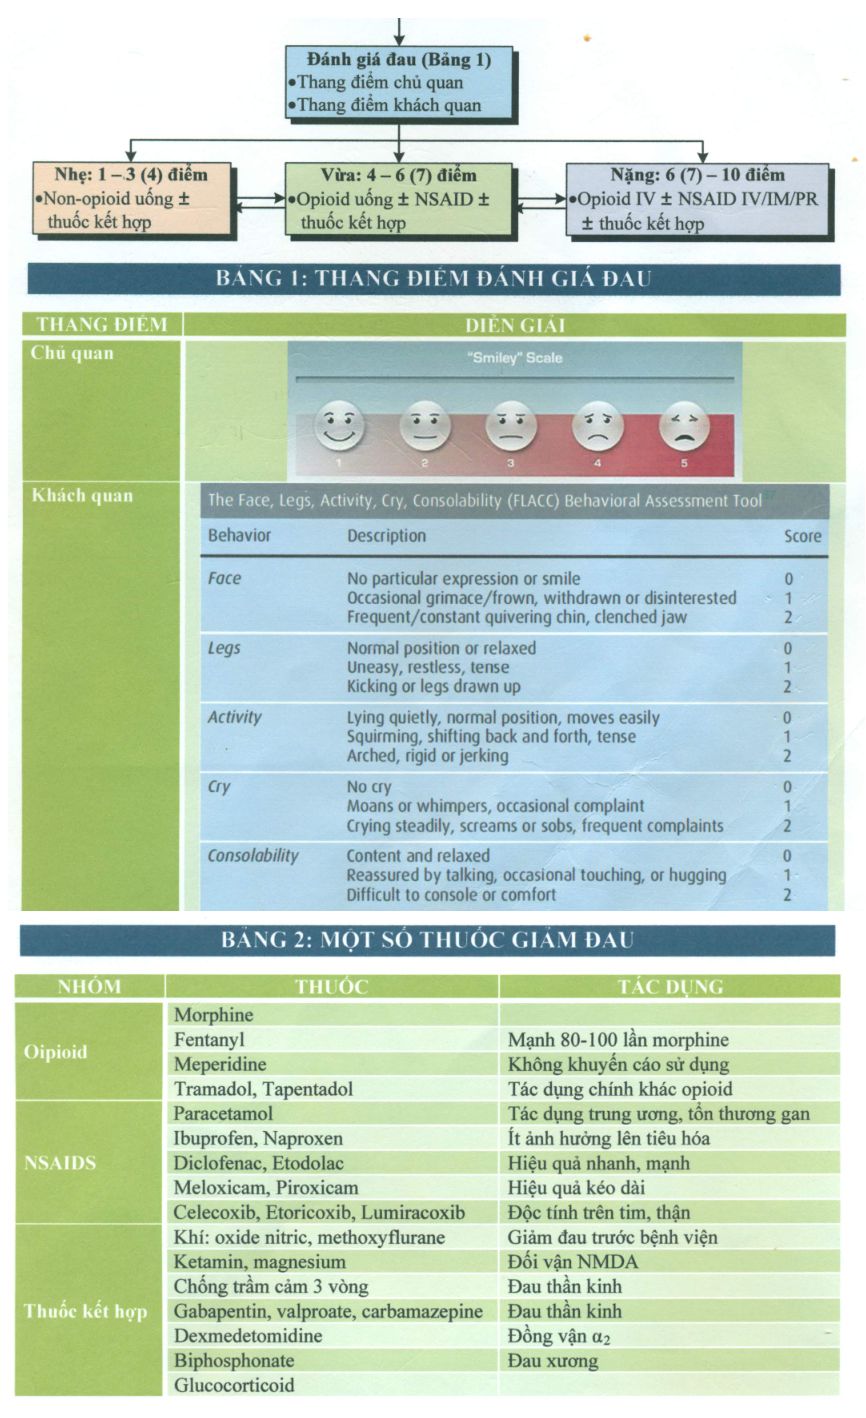 Đánh giá đau (Bảng 1)
•Thang điểm chủ quan
•Thang điểm khách quan
Nhẹ: 1 – 3 (4) điểm
•Non-opioid uống ±
thuốc kết hợp
Vừa: 4 – 6 (7) điểm
•Opioid uống ± NSAID ±
thuốc kết hợp
Nặng: 6 (7) – 10 điểm
•Opioid IV ± NSAID IV/IM/PR
± thuốc kết hợp
BẢNG 1: THANG ĐIỂM ĐÁNH GIÁ ĐAU
THANG ĐIỂM DIỄN GIẢI
Chủ quan
"Smiley" Scale
1 2 3 4 5
Khách quan
The Face, Legs, Activity, Cry, Consolability (FLACC) Behavioral Assessment Tool
Behavior Description Score
Face No particular expression or smile 0
Occasional grimace/frown, withdrawn or disinterested 1
Frequent/constant quivering chin, clenched jaw 2
Legs Normal position or relaxed 0
Uneasy, restless, tense 1
Kicking or legs drawn up 2
Activity Lying quietly, normal position, moves easily 0
Squirming, shifting back and forth, tense 1
Arched, rigid or jerking 2
Cry No cry 0
Moans or whimpers, occasional complaint 1
Crying steadily, screams or sobs, frequent complaints 2
Consolability Content and relaxed 0
Reassured by talking, occasional touching, or hugging 1
Difficult to console or comfort 2
BẢNG 2: MỘT SỐ THUỐC GIẢM ĐAU
NHÓM THUỐC TÁC DỤNG
Oipioid
Morphine
Fentanyl Mạnh 80-100 lần morphine
Meperidine Không khuyến cáo sử dụng
Tramadol, Tapentadol Tác dụng chính khác opioid
NSAIDS
Paracetamol Tác dụng trung ương, tổn thương gan
Ibuprofen, Naproxen Ít ảnh hưởng lên tiêu hóa
Diclofenac, Etodolac Hiệu quả nhanh, mạnh
Meloxicam, Piroxicam Hiệu quả kéo dài
Celecoxib, Etoricoxib, Lumiracoxib Độc tính trên tim, thận
Thuốc kết hợp
Khí: oxide nitric, methoxyflurane Giảm đau trước bệnh viện
Ketamin, magnesium Đối vận NMDA
Chống trầm cảm 3 vòng Đau thần kinh
Gabapentin, valproate, carbamazepine Đau thần kinh
Dexmedetomidine Đồng vận α₂
Biphosphonate Đau xương
Glucocorticoid